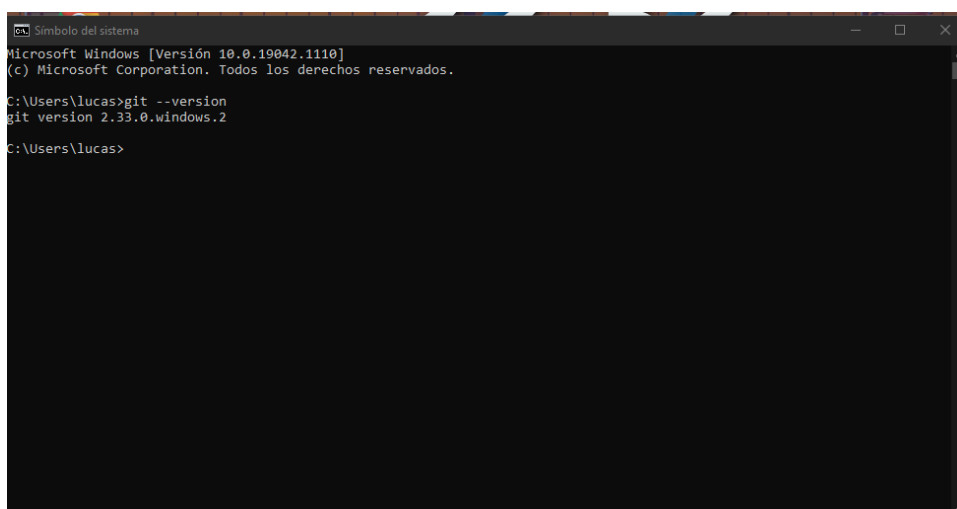 Símbolo del sistema
Microsoft Windows [Versión 10.0.19042.1110]
(c) Microsoft Corporation. Todos los derechos reservados.
C:\Users\lucas>git --version
git version 2.33.0.windows.2
C:\Users\lucas>